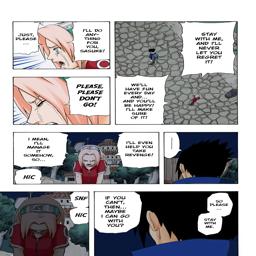 STAY
WITH ME,
AND I'LL
NEVER
LET YOU
REGRET
IT!
WE'LL
HAVE FUN
EVERY DAY
AND...
AND YOU'LL
BE HAPPY!
I'LL MAKE
SURE
OF IT!
I'LL DO
ANY-
THING
FOR
YOU,
SASUKE!
JUST,
PLEASE
...
PLEASE,
PLEASE
DON'T
GO!
I'LL EVEN
HELP YOU
TAKE
REVENGE!
I MEAN,
I'LL
MANAGE
IT
SOMEHOW,
SO...
HIC
SO
PLEASE
...
STAY
WITH
ME.
IF YOU
CAN'T,
THEN...
MAYBE
I CAN
GO WITH
YOU?
SNF
HIC